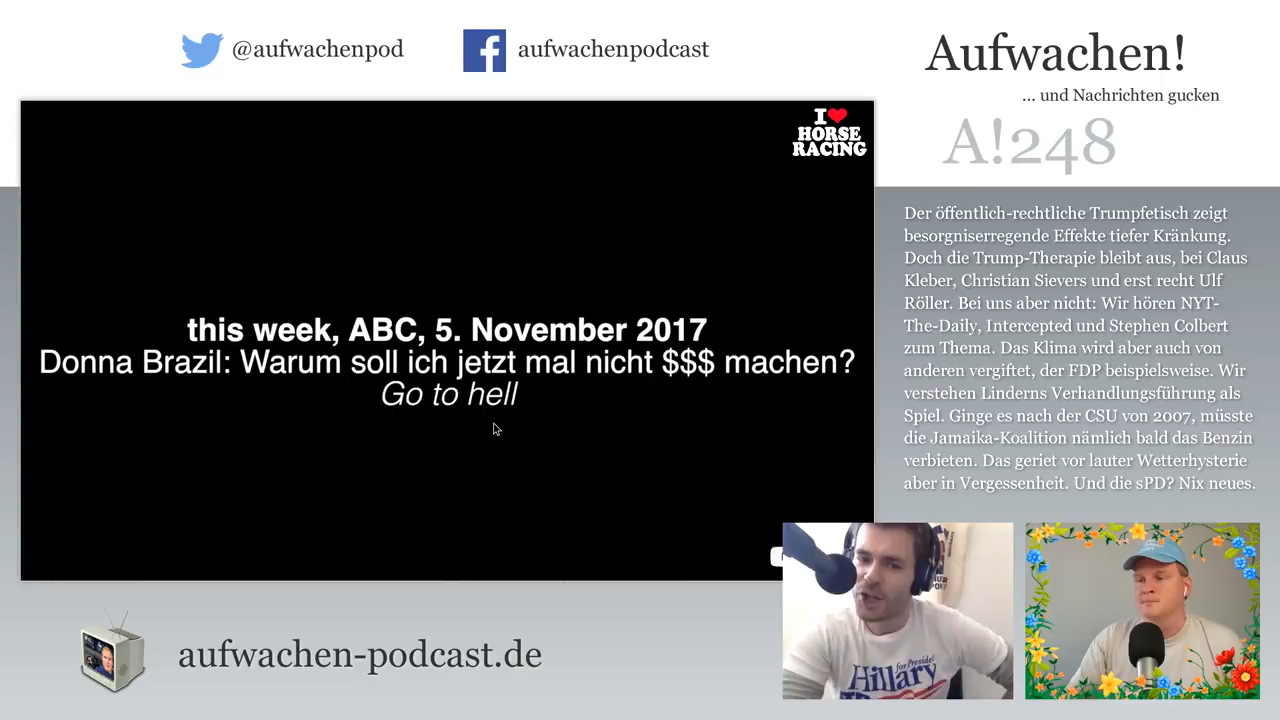 @aufwachenpod
aufwachenpodcast
Aufwachen!
... und Nachrichten gucken
A!248
I
HORSE
RACING
this week, ABC, 5. November 2017
Donna Brazil: Warum soll ich jetzt mal nicht $$$ machen?
Go to hell
Der öffentlich-rechtliche Trumpfetisch zeigt
besorgniserregende Effekte tiefer Kränkung.
Doch die Trump-Therapie bleibt aus, bei Claus
Kleber, Christian Sievers und erst recht Ulf
Röller. Bei uns aber nicht: Wir hören NYT-
The-Daily, Intercepted und Stephen Colbert
zum Thema. Das Klima wird aber auch von
anderen vergiftet, der FDP beispielsweise. Wir
verstehen Linderns Verhandlungsführung als
Spiel. Ginge es nach der CSU von 2007, müsste
die Jamaika-Koalition nämlich bald das Benzin
verbieten. Das geriet vor lauter Wetterhysterie
aber in Vergessenheit. Und die sPD? Nix neues.
for President
Hillary
aufwachen-podcast.de